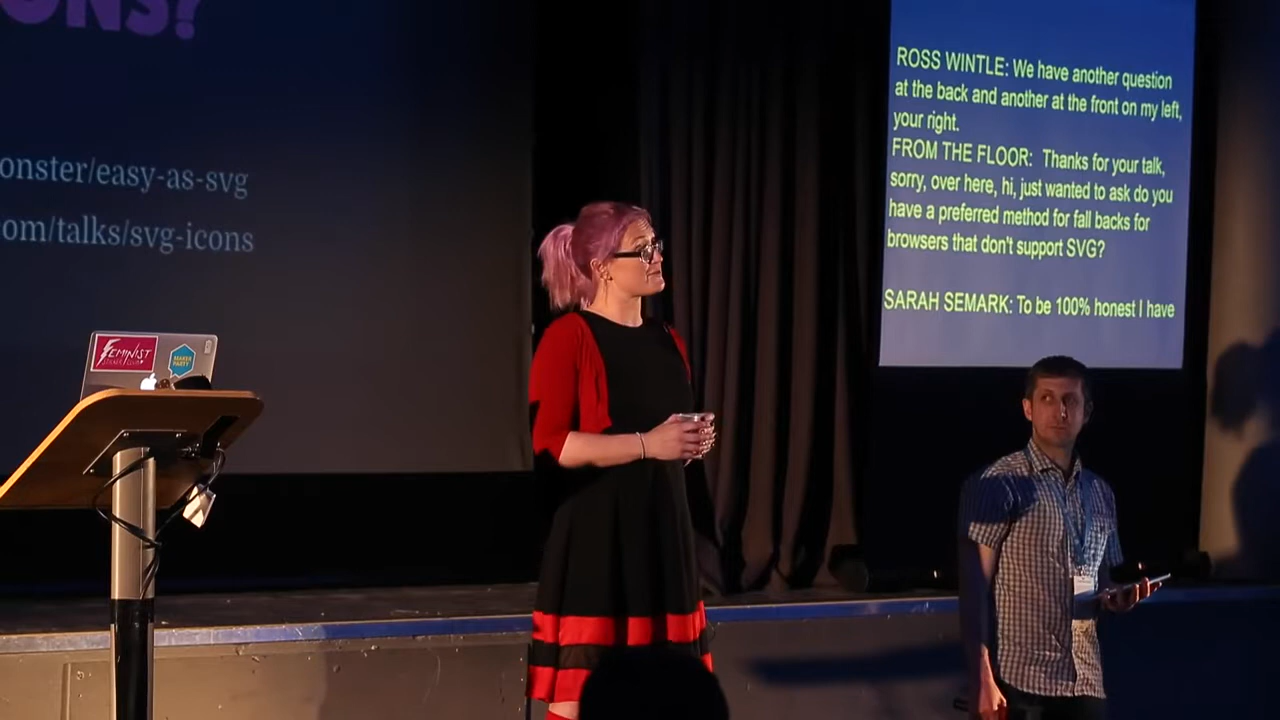 ONS?
onster/easy-as-svg
om/talks/svg-icons
FEMINIST
MAKER
PARTY
ROSS WINTLE: We have another question
at the back and another at the front on my left,
your right.
FROM THE FLOOR: Thanks for your talk,
sorry, over here, hi, just wanted to ask do you
have a preferred method for fall backs for
browsers that don't support SVG?
SARAH SEMARK: To be 100% honest I have